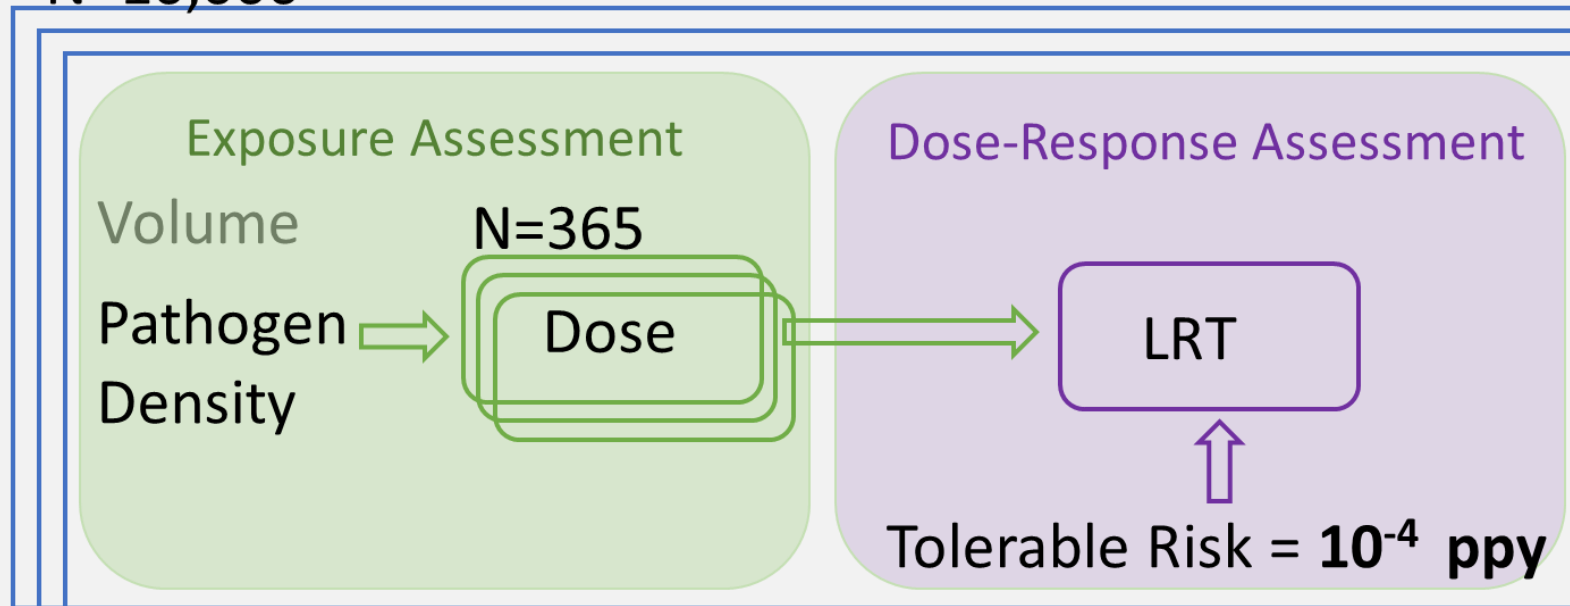 Exposure Assessment
Volume
N=365
Pathogen
Density
Dose
Dose-Response Assessment
LRT
Tolerable Risk = 10⁻⁴ ppy